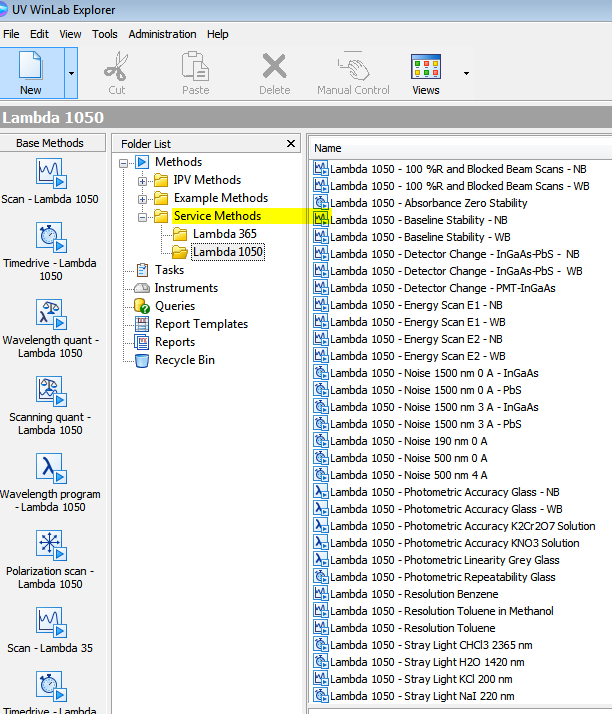 UV WinLab Explorer
File Edit View Tools Administration Help
New Cut Paste Delete Manual Control Views
Lambda 1050
Base Methods
Scan - Lambda 1050
Timedrive - Lambda
1050
Wavelength quant -
Lambda 1050
Scanning quant -
Lambda 1050
Wavelength program
- Lambda 1050
Polarization scan -
Lambda 1050
Scan - Lambda 35
Timedrive - Lambda
Folder List
Methods
IPV Methods
Example Methods
Service Methods
Lambda 365
Lambda 1050
Tasks
Instruments
Queries
Report Templates
Reports
Recycle Bin
Name
Lambda 1050 - 100 %R and Blocked Beam Scans - NB
Lambda 1050 - 100 %R and Blocked Beam Scans - WB
Lambda 1050 - Absorbance Zero Stability
Lambda 1050 - Baseline Stability - NB
Lambda 1050 - Baseline Stability - WB
Lambda 1050 - Detector Change - InGaAs-PbS - NB
Lambda 1050 - Detector Change - InGaAs-PbS - WB
Lambda 1050 - Detector Change - PMT-InGaAs
Lambda 1050 - Energy Scan E1 - NB
Lambda 1050 - Energy Scan E1 - WB
Lambda 1050 - Energy Scan E2 - NB
Lambda 1050 - Energy Scan E2 - WB
Lambda 1050 - Noise 1500 nm 0 A - InGaAs
Lambda 1050 - Noise 1500 nm 0 A - PbS
Lambda 1050 - Noise 1500 nm 3 A - InGaAs
Lambda 1050 - Noise 1500 nm 3 A - PbS
Lambda 1050 - Noise 190 nm 0 A
Lambda 1050 - Noise 500 nm 0 A
Lambda 1050 - Noise 500 nm 4 A
Lambda 1050 - Photometric Accuracy Glass - NB
Lambda 1050 - Photometric Accuracy Glass - WB
Lambda 1050 - Photometric Accuracy K2Cr2O7 Solution
Lambda 1050 - Photometric Accuracy KNO3 Solution
Lambda 1050 - Photometric Linearity Grey Glass
Lambda 1050 - Photometric Repeatability Glass
Lambda 1050 - Resolution Benzene
Lambda 1050 - Resolution Toluene in Methanol
Lambda 1050 - Resolution Toluene
Lambda 1050 - Stray Light CHCl3 2365 nm
Lambda 1050 - Stray Light H2O 1420 nm
Lambda 1050 - Stray Light KCl 200 nm
Lambda 1050 - Stray Light NaI 220 nm